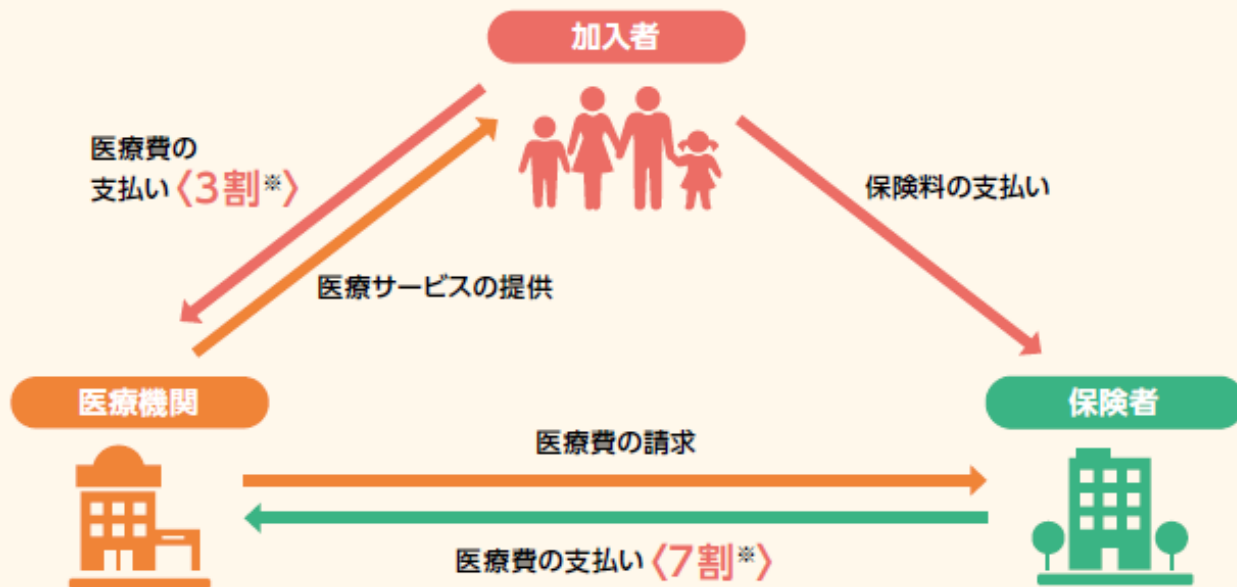 加入者
医療費の
支払い〈3割※〉
保険料の支払い
医療サービスの提供
医療機関
保険者
医療費の請求
医療費の支払い〈7割※〉